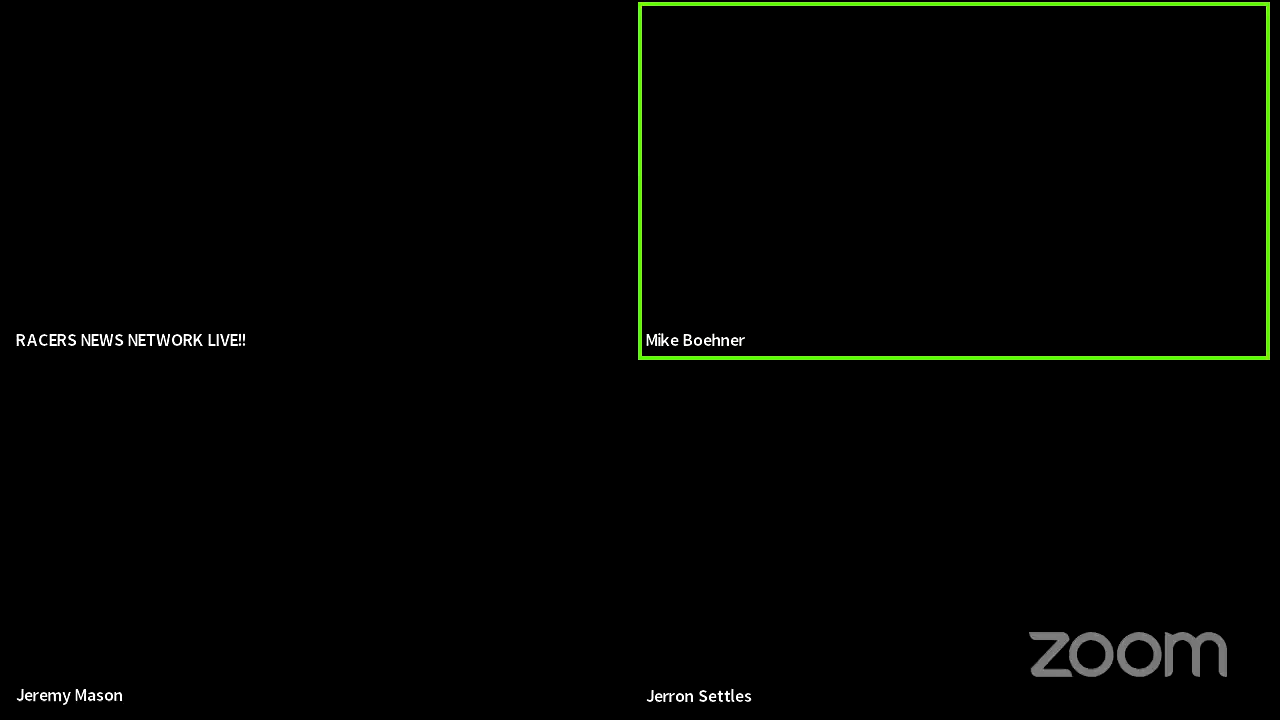 RACERS NEWS NETWORK LIVE!!
Mike Boehner
Jeremy Mason
Jerron Settles
zoom